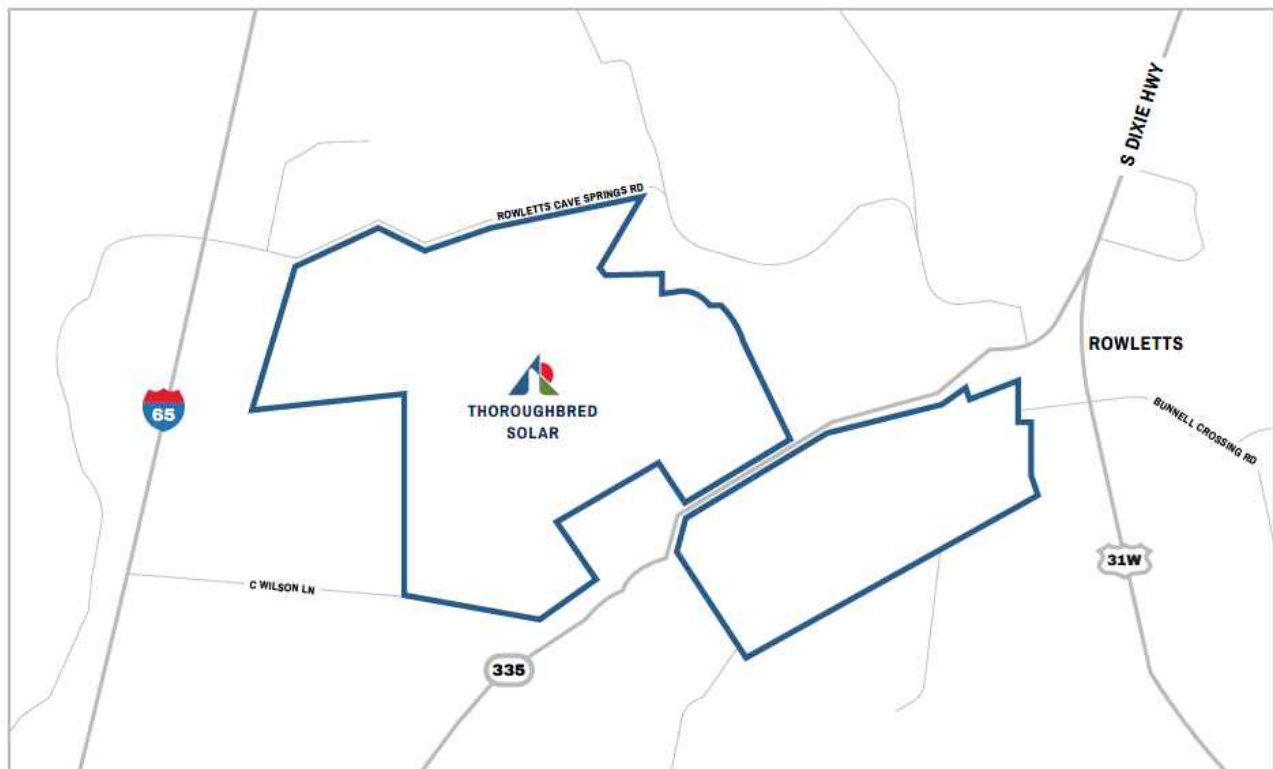 S DIXIE HWY
ROWLETTS CAVE SPRINGS RD
ROWLETTS
65
THOROUGHBRED
SOLAR
BUNNELL CROSSING RD
31W
C WILSON LN
335